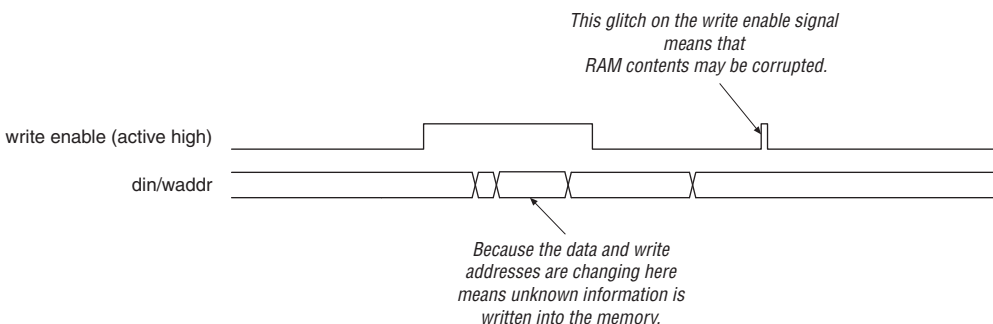 This glitch on the write enable signal
means that
RAM contents may be corrupted.
write enable (active high)
din/waddr
Because the data and write
addresses are changing here
means unknown information is
written into the memory.